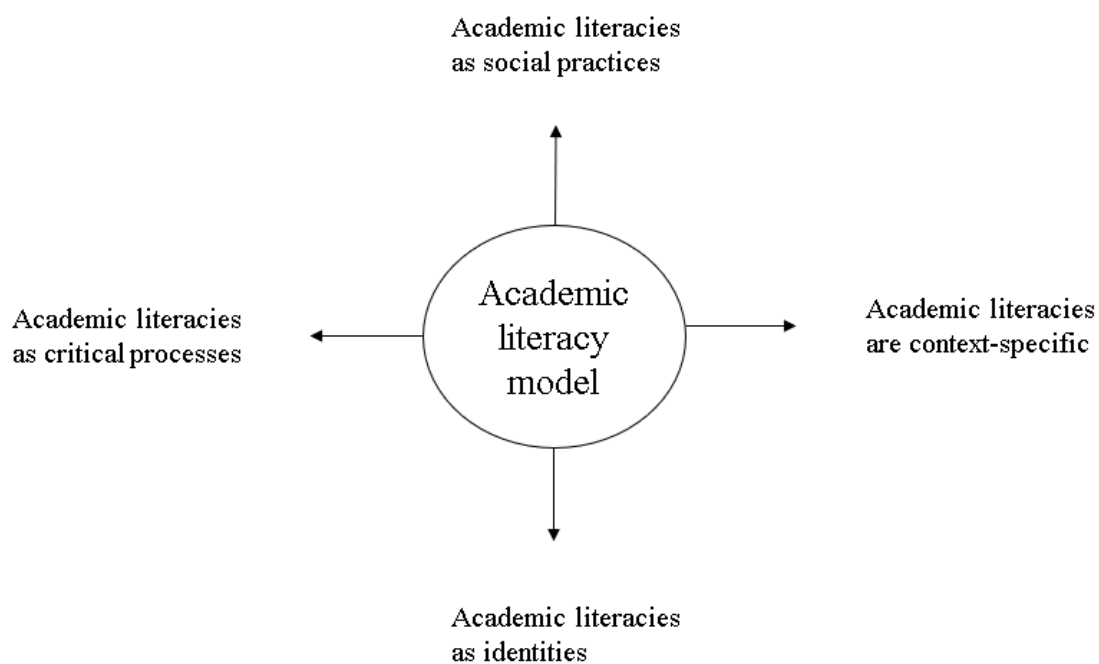 Academic literacies
as social practices
Academic literacies
as critical processes
Academic
literacy
model
Academic literacies
are context-specific
Academic literacies
as identities